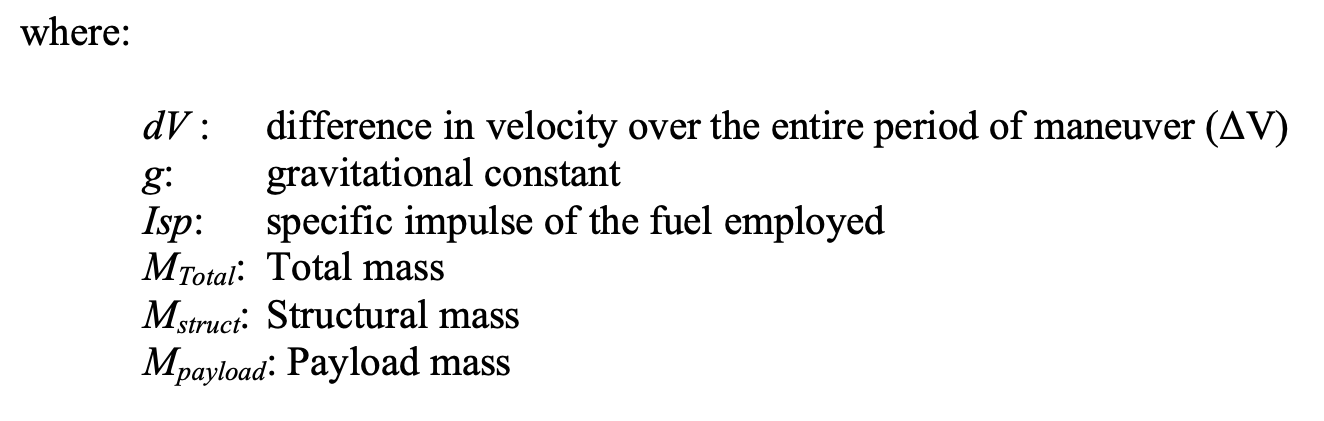 where:
dV : difference in velocity over the entire period of maneuver (ΔV)
g: gravitational constant
Isp: specific impulse of the fuel employed
MTotal: Total mass
Mstruct: Structural mass
Mpayload: Payload mass